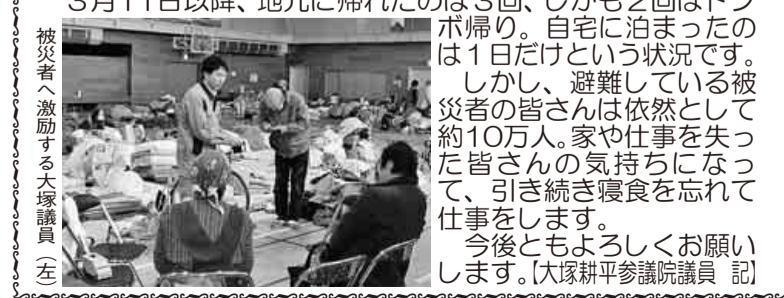 ３月11日以降、地元に帰れたのは３回、しかも２回はトン
ボ帰り。自宅に泊まったの
は１日だけという状況です。
しかし、避難している被
災者の皆さんは依然として
約10万人。家や仕事を失っ
た皆さんの気持ちになっ
て、引き続き寝食を忘れて
仕事をします。
今後ともよろしくお願い
します。【大塚耕平参議院議員　記】
被災者へ激励する大塚議員（左）